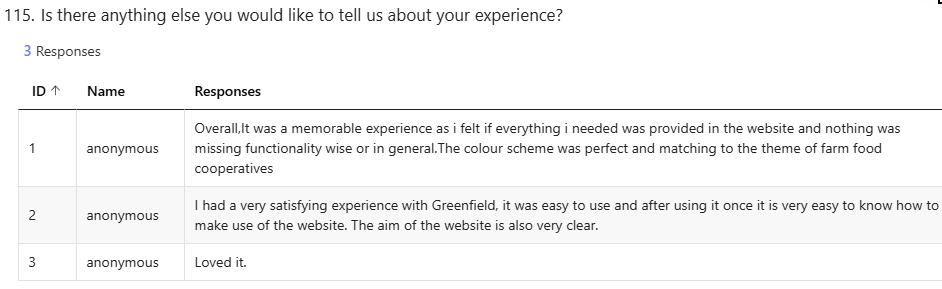 115. Is there anything else you would like to tell us about your experience?
3 Responses
ID ↑ Name Responses
1 anonymous Overall,It was a memorable experience as i felt if everything i needed was provided in the website and nothing was
missing functionality wise or in general.The colour scheme was perfect and matching to the theme of farm food
cooperatives
2 anonymous I had a very satisfying experience with Greenfield, it was easy to use and after using it once it is very easy to know how to
make use of the website. The aim of the website is also very clear.
3 anonymous Loved it.